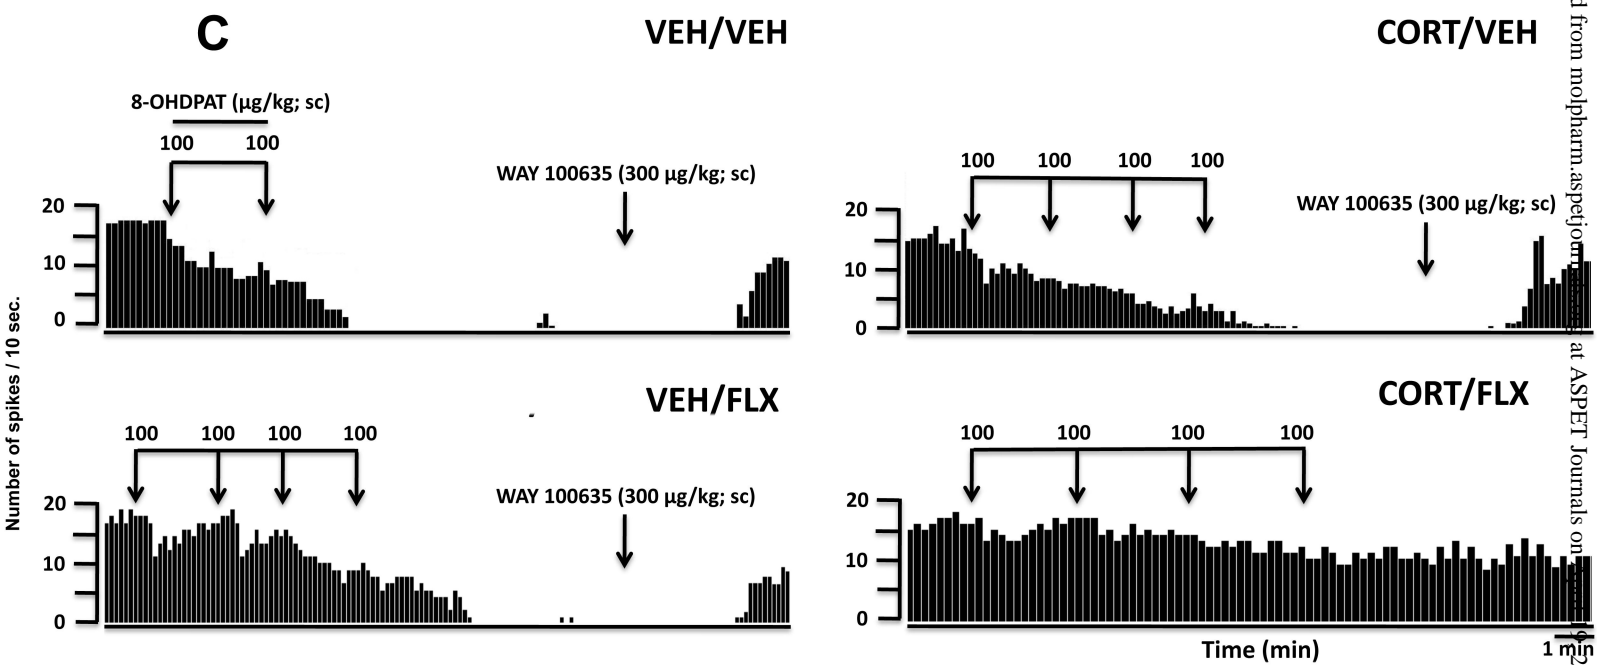 C
VEH/VEH
8-OHDPAT (µg/kg; sc)
100 100
WAY 100635 (300 µg/kg; sc)
20
10
0
CORT/VEH
100 100 100 100
WAY 100635 (300 µg/kg; sc)
20
10
0
Number of spikes / 10 sec.
VEH/FLX
100 100 100 100
WAY 100635 (300 µg/kg; sc)
20
10
0
CORT/FLX
100 100 100 100
20
10
0
Time (min)
1 min
d from molpharm.aspetjournals.org at ASPET Journals on